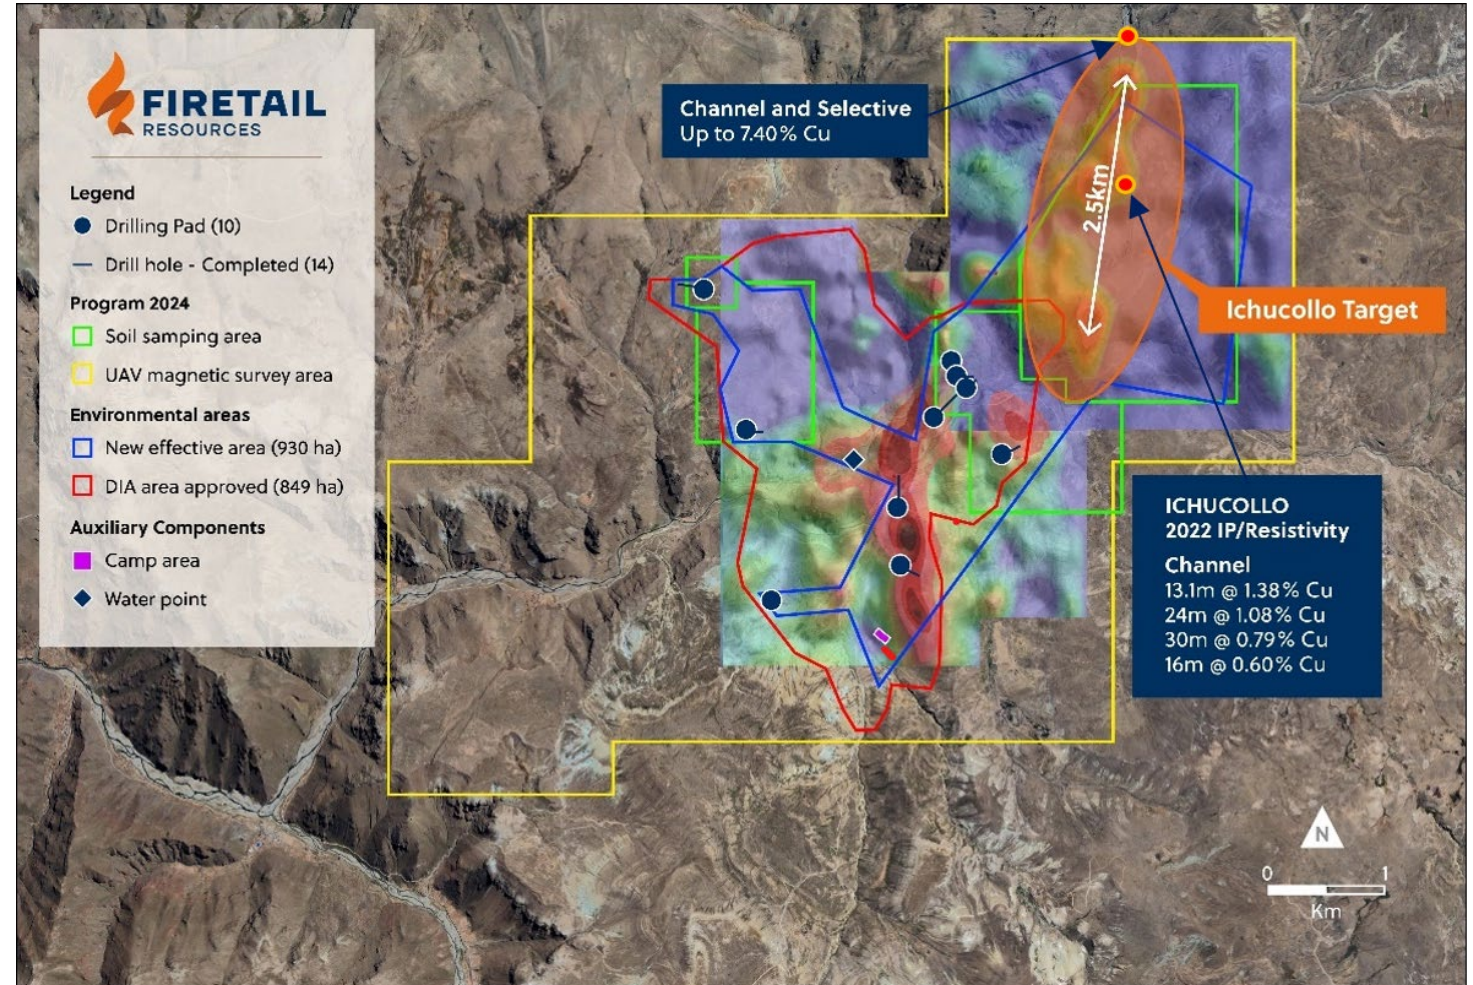 FIRETAIL
RESOURCES
Legend
Drilling Pad (10)
Drill hole - Completed (14)
Program 2024
Soil samping area
UAV magnetic survey area
Environmental areas
New effective area (930 ha)
DIA area approved (849 ha)
Auxiliary Components
Camp area
Water point
Channel and Selective
Up to 7.40% Cu
2.5km
Ichucollo Target
ICHUCOLLO
2022 IP/Resistivity
Channel
13.1m @ 1.38% Cu
24m @ 1.08% Cu
30m @ 0.79% Cu
16m @ 0.60% Cu
N
0 1
Km